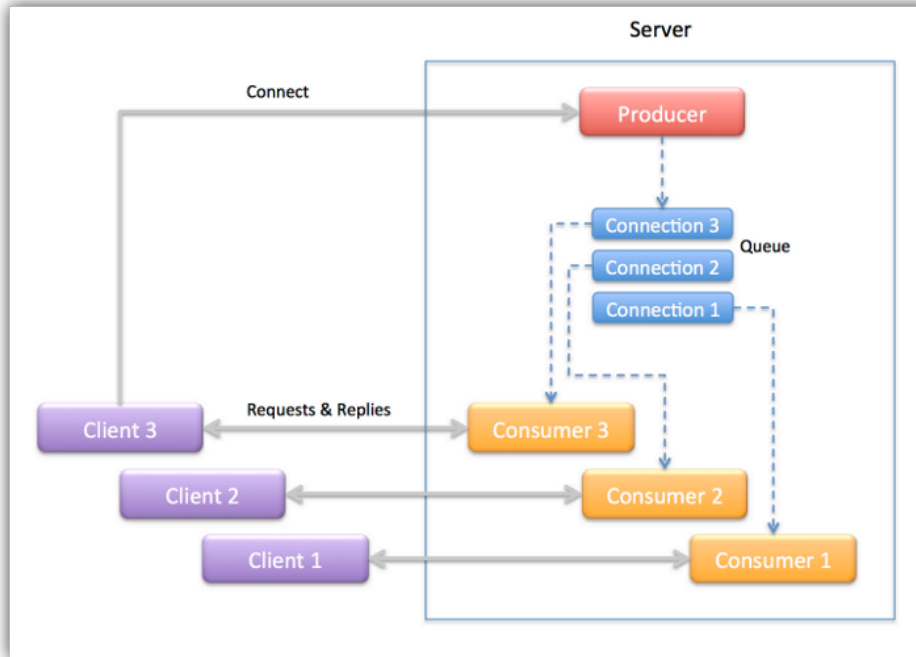 Server
Connect
Producer
Connection 3
Queue
Connection 2
Connection 1
Client 3
Requests & Replies
Consumer 3
Client 2
Consumer 2
Client 1
Consumer 1